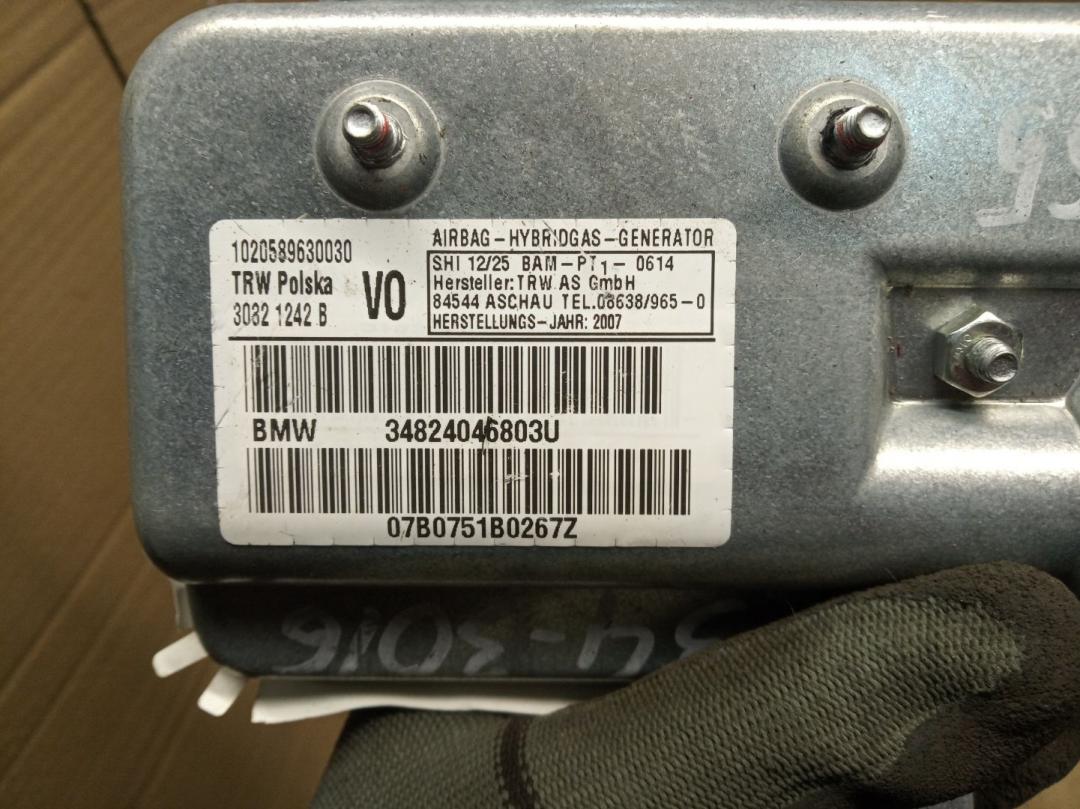 1020589630030
TRW Polska
3032 1242 B
VO
AIRBAG-HYBRIDGAS-GENERATOR
SHI 12/25 BAM-PT1-0614
Hersteller:TRW AS GmbH
84544 ASCHAU TEL.08638/965-0
HERSTELLUNGS-JAHR: 2007
BMW 34824046803U
07B0751B0267Z